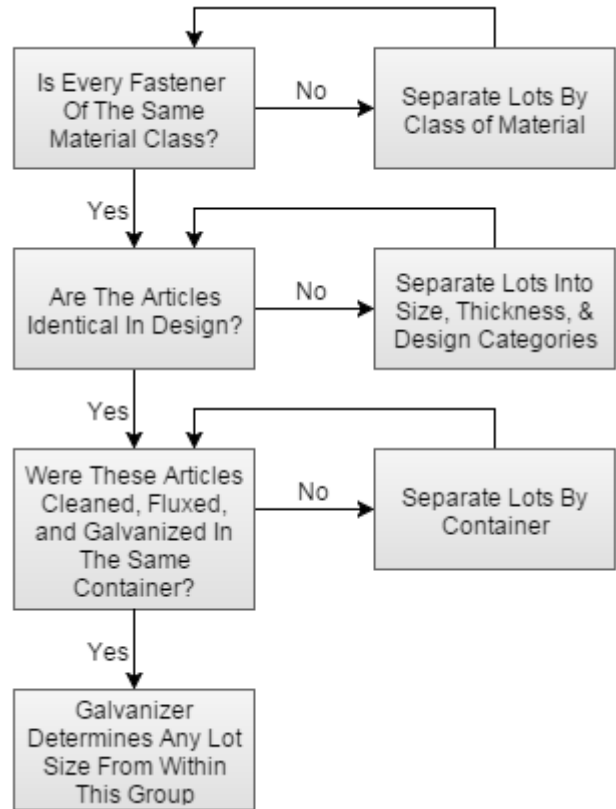 Is Every Fastener
Of The Same
Material Class?
No
Separate Lots By
Class of Material
Yes
Are The Articles
Identical In Design?
No
Separate Lots Into
Size, Thickness, &
Design Categories
Yes
Were These Articles
Cleaned, Fluxed,
and Galvanized In
The Same
Container?
No
Separate Lots By
Container
Yes
Galvanizer
Determines Any Lot
Size From Within
This Group